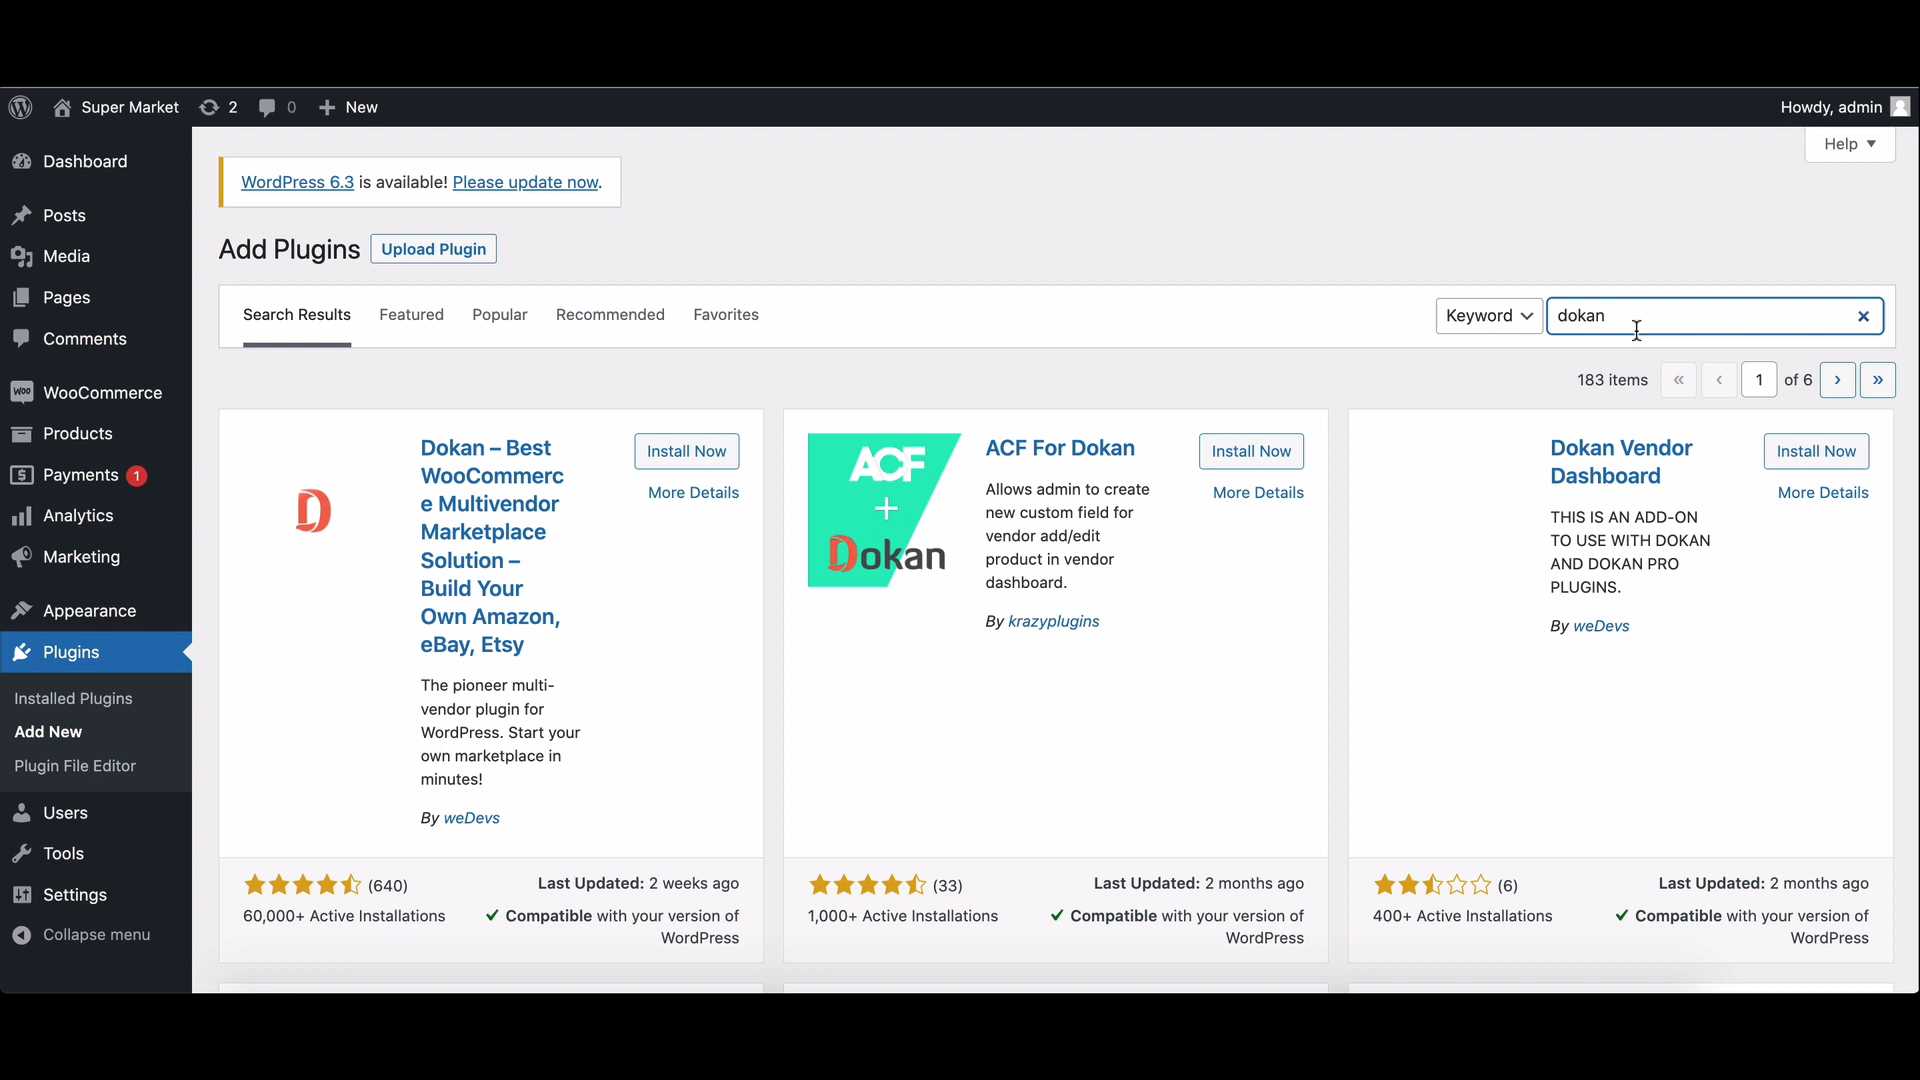 Super Market 2 0 New
Howdy, admin
Help
Dashboard
Posts
Media
Pages
Comments
WooCommerce
Products
Payments 1
Analytics
Marketing
Appearance
Plugins
Installed Plugins
Add New
Plugin File Editor
Users
Tools
Settings
Collapse menu
WordPress 6.3 is available! Please update now.
Add Plugins Upload Plugin
Search Results Featured Popular Recommended Favorites
Keyword dokan
183 items « ‹ 1 of 6 › »
Dokan – Best
WooCommerc
e Multivendor
Marketplace
Solution –
Build Your
Own Amazon,
eBay, Etsy
Install Now
More Details
The pioneer multi-
vendor plugin for
WordPress. Start your
own marketplace in
minutes!
By weDevs
(640)
60,000+ Active Installations
Last Updated: 2 weeks ago
Compatible with your version of
WordPress
ACF
+
Dokan
ACF For Dokan
Install Now
More Details
Allows admin to create
new custom field for
vendor add/edit
product in vendor
dashboard.
By krazyplugins
(33)
1,000+ Active Installations
Last Updated: 2 months ago
Compatible with your version of
WordPress
Dokan Vendor
Dashboard
Install Now
More Details
THIS IS AN ADD-ON
TO USE WITH DOKAN
AND DOKAN PRO
PLUGINS.
By weDevs
(6)
400+ Active Installations
Last Updated: 2 months ago
Compatible with your version of
WordPress